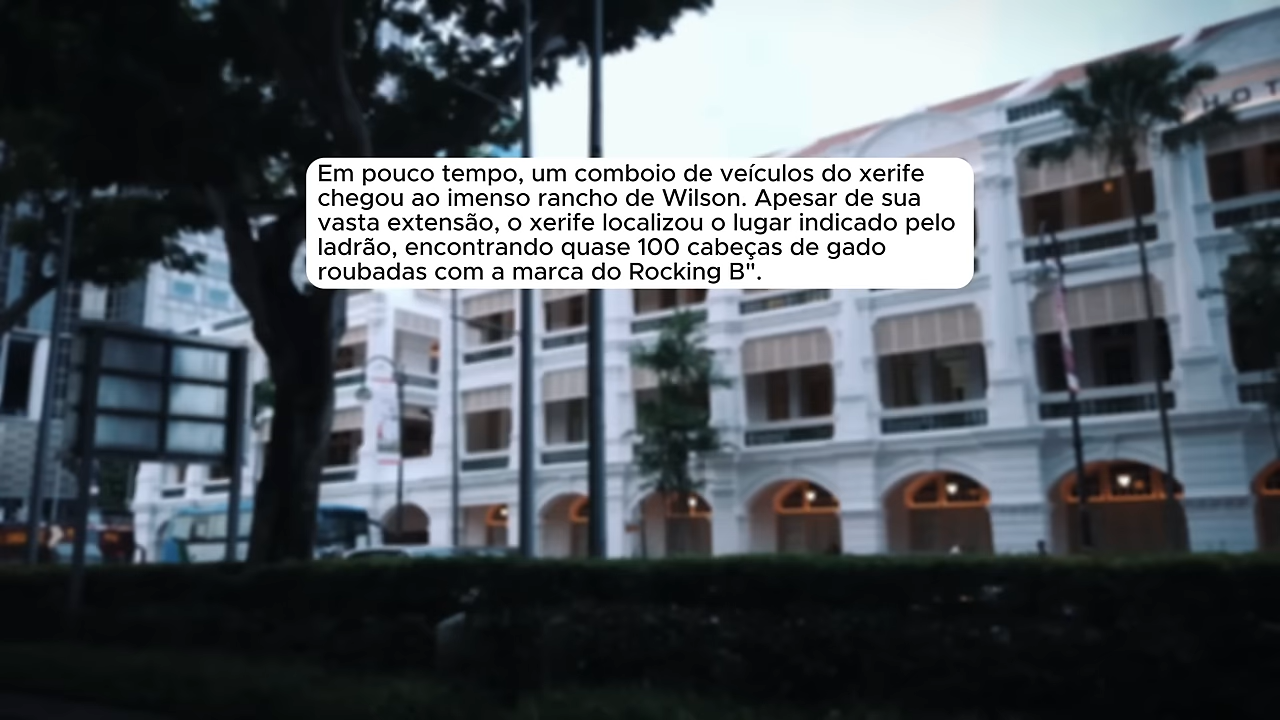 Em pouco tempo, um comboio de veículos do xerife
chegou ao imenso rancho de Wilson. Apesar de sua
vasta extensão, o xerife localizou o lugar indicado pelo
ladrão, encontrando quase 100 cabeças de gado
roubadas com a marca do Rocking B".
HOT